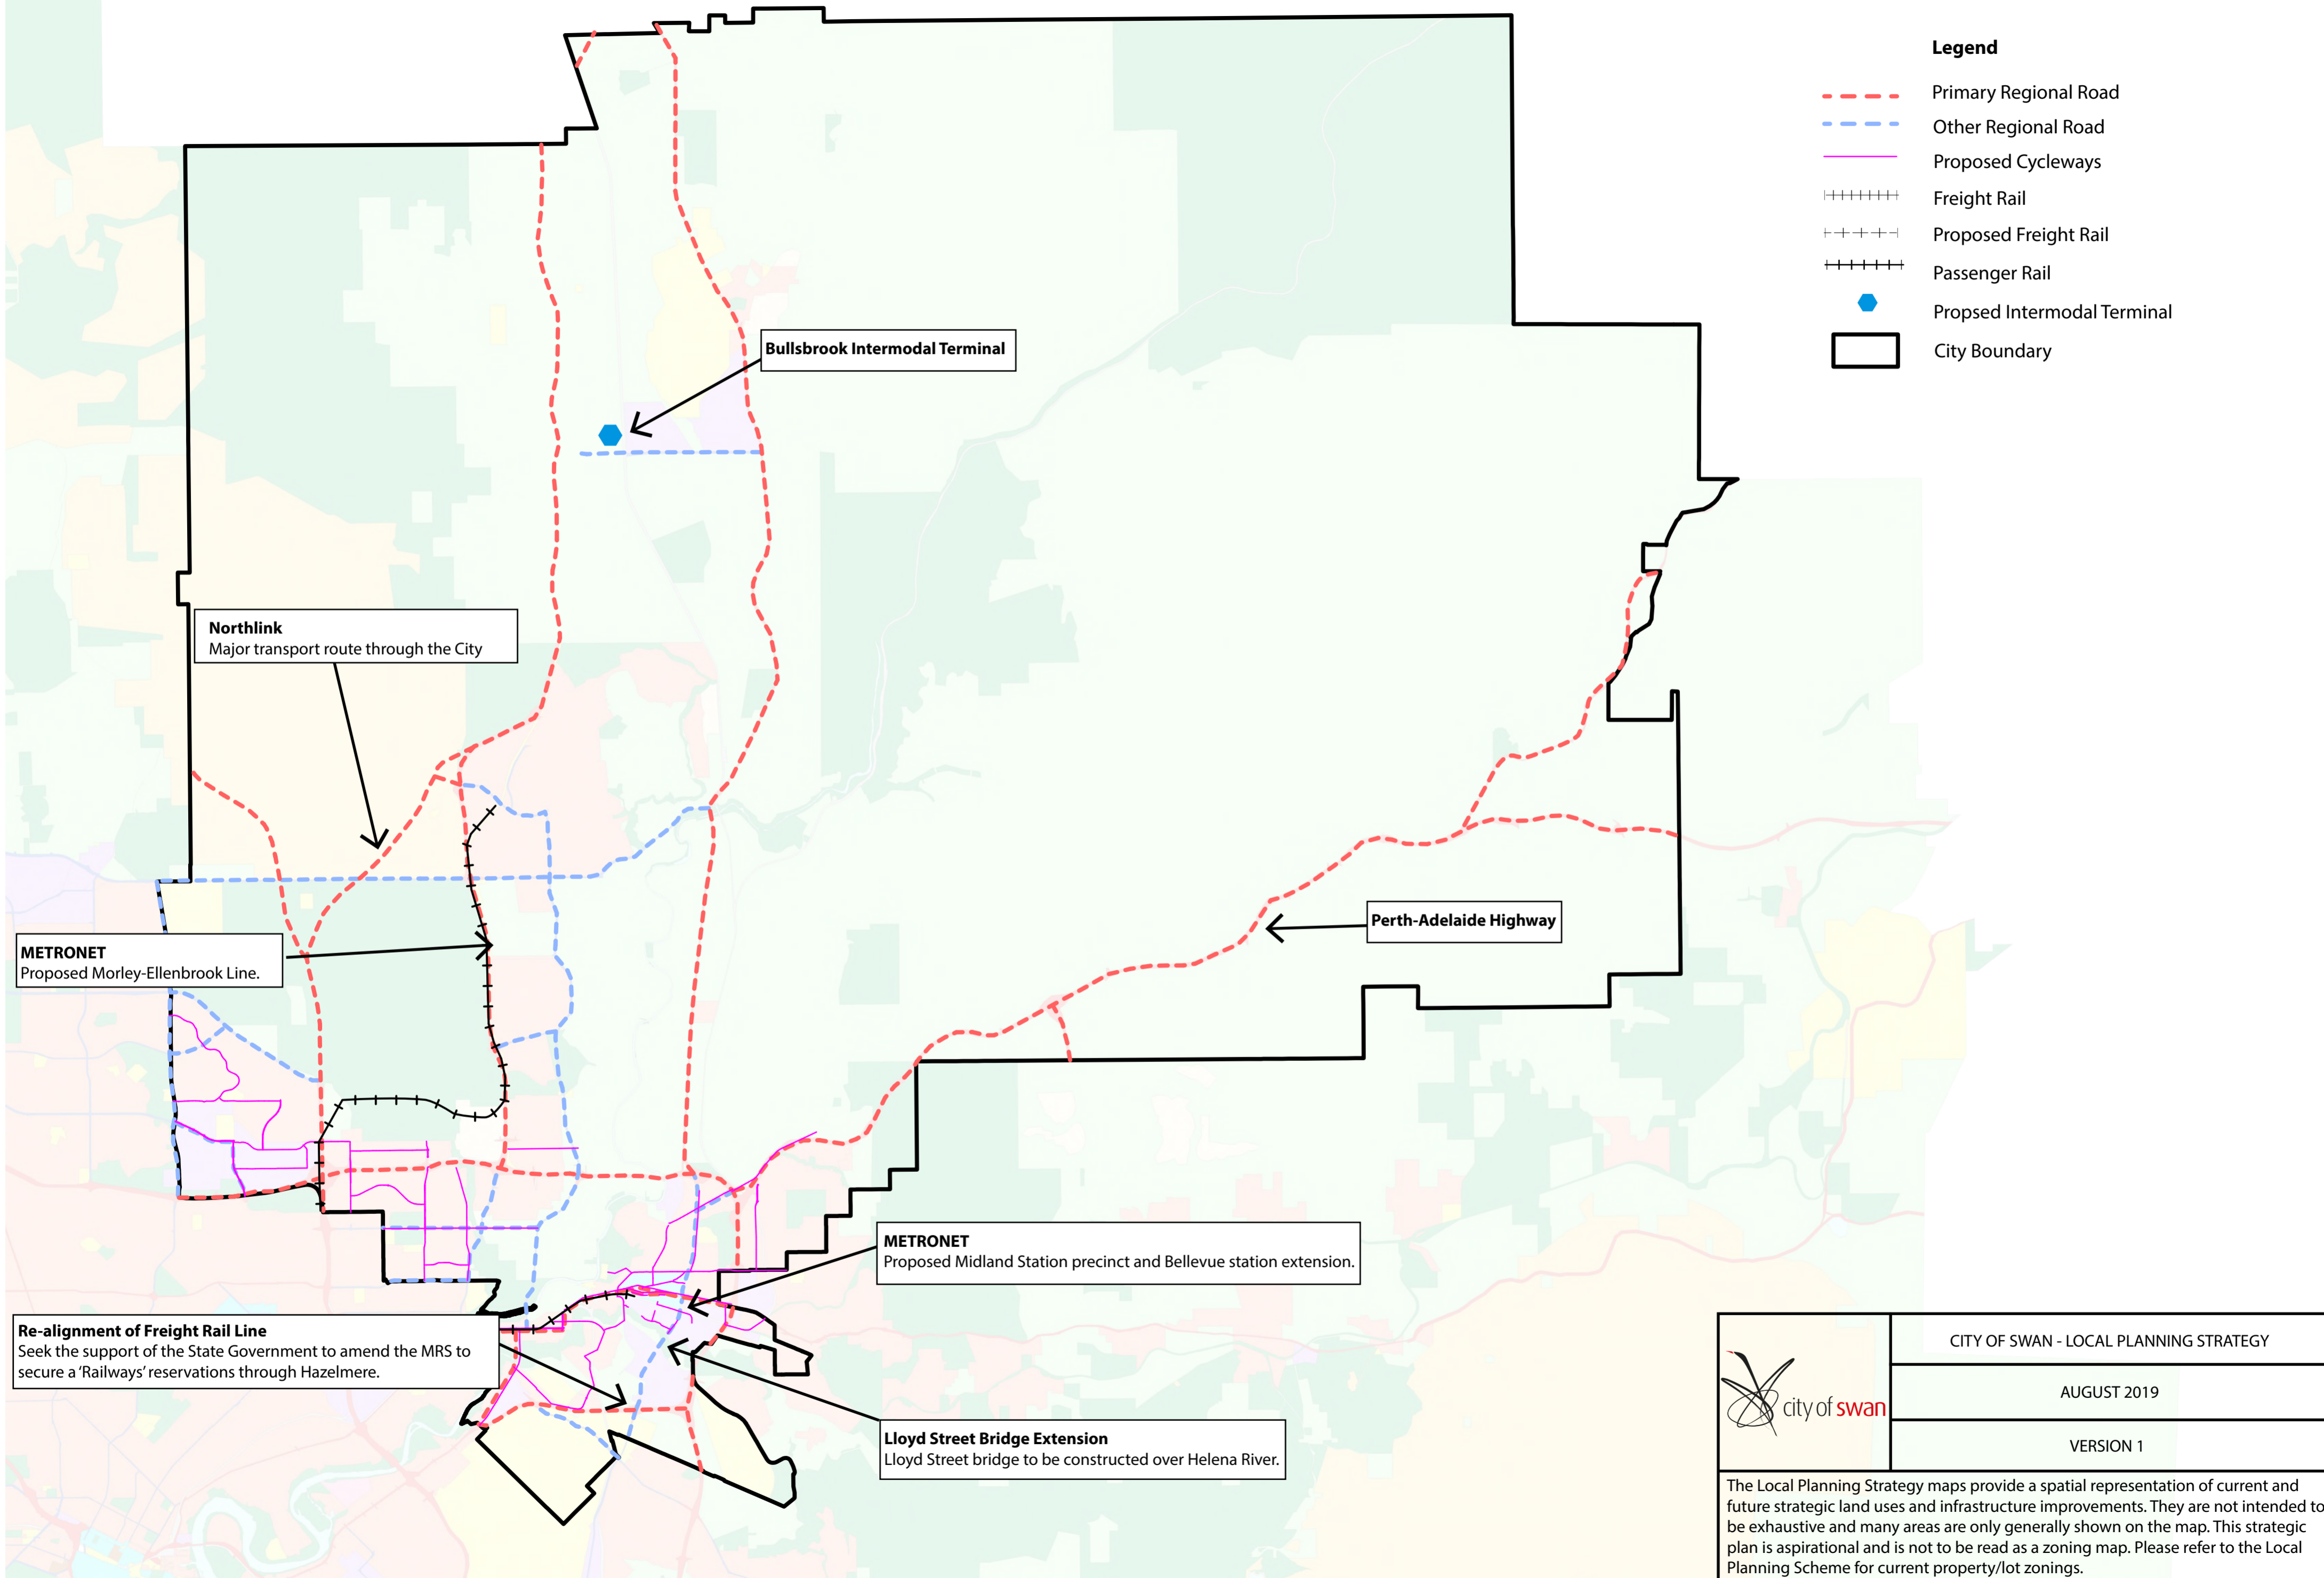 Legend
Primary Regional Road
Other Regional Road
Proposed Cycleways
Freight Rail
Proposed Freight Rail
Passenger Rail
Propsed Intermodal Terminal
City Boundary
Bullsbrook Intermodal Terminal
Northlink
Major transport route through the City
METRONET
Proposed Morley-Ellenbrook Line.
Perth-Adelaide Highway
METRONET
Proposed Midland Station precinct and Bellevue station extension.
Re-alignment of Freight Rail Line
Seek the support of the State Government to amend the MRS to
secure a ‘Railways’ reservations through Hazelmere.
Lloyd Street Bridge Extension
Lloyd Street bridge to be constructed over Helena River.
city of swan
CITY OF SWAN - LOCAL PLANNING STRATEGY
AUGUST 2019
VERSION 1
The Local Planning Strategy maps provide a spatial representation of current and
future strategic land uses and infrastructure improvements. They are not intended to
be exhaustive and many areas are only generally shown on the map. This strategic
plan is aspirational and is not to be read as a zoning map. Please refer to the Local
Planning Scheme for current property/lot zonings.